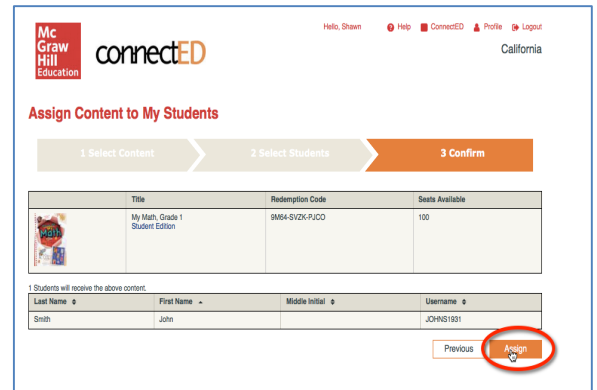 Hello, Shawn Help ConnectED Profile Logout
California
Mc
Graw
Hill
Education
connectED
Assign Content to My Students
1 Select Content 2 Select Students 3 Confirm
Title Redemption Code Seats Available
My Math, Grade 1 9M64-SVZK-PJCO 100
Student Edition
Math
1 Students will receive the above content.
Last Name First Name Middle Initial Username
Smith John JOHNS1931
Previous Assign